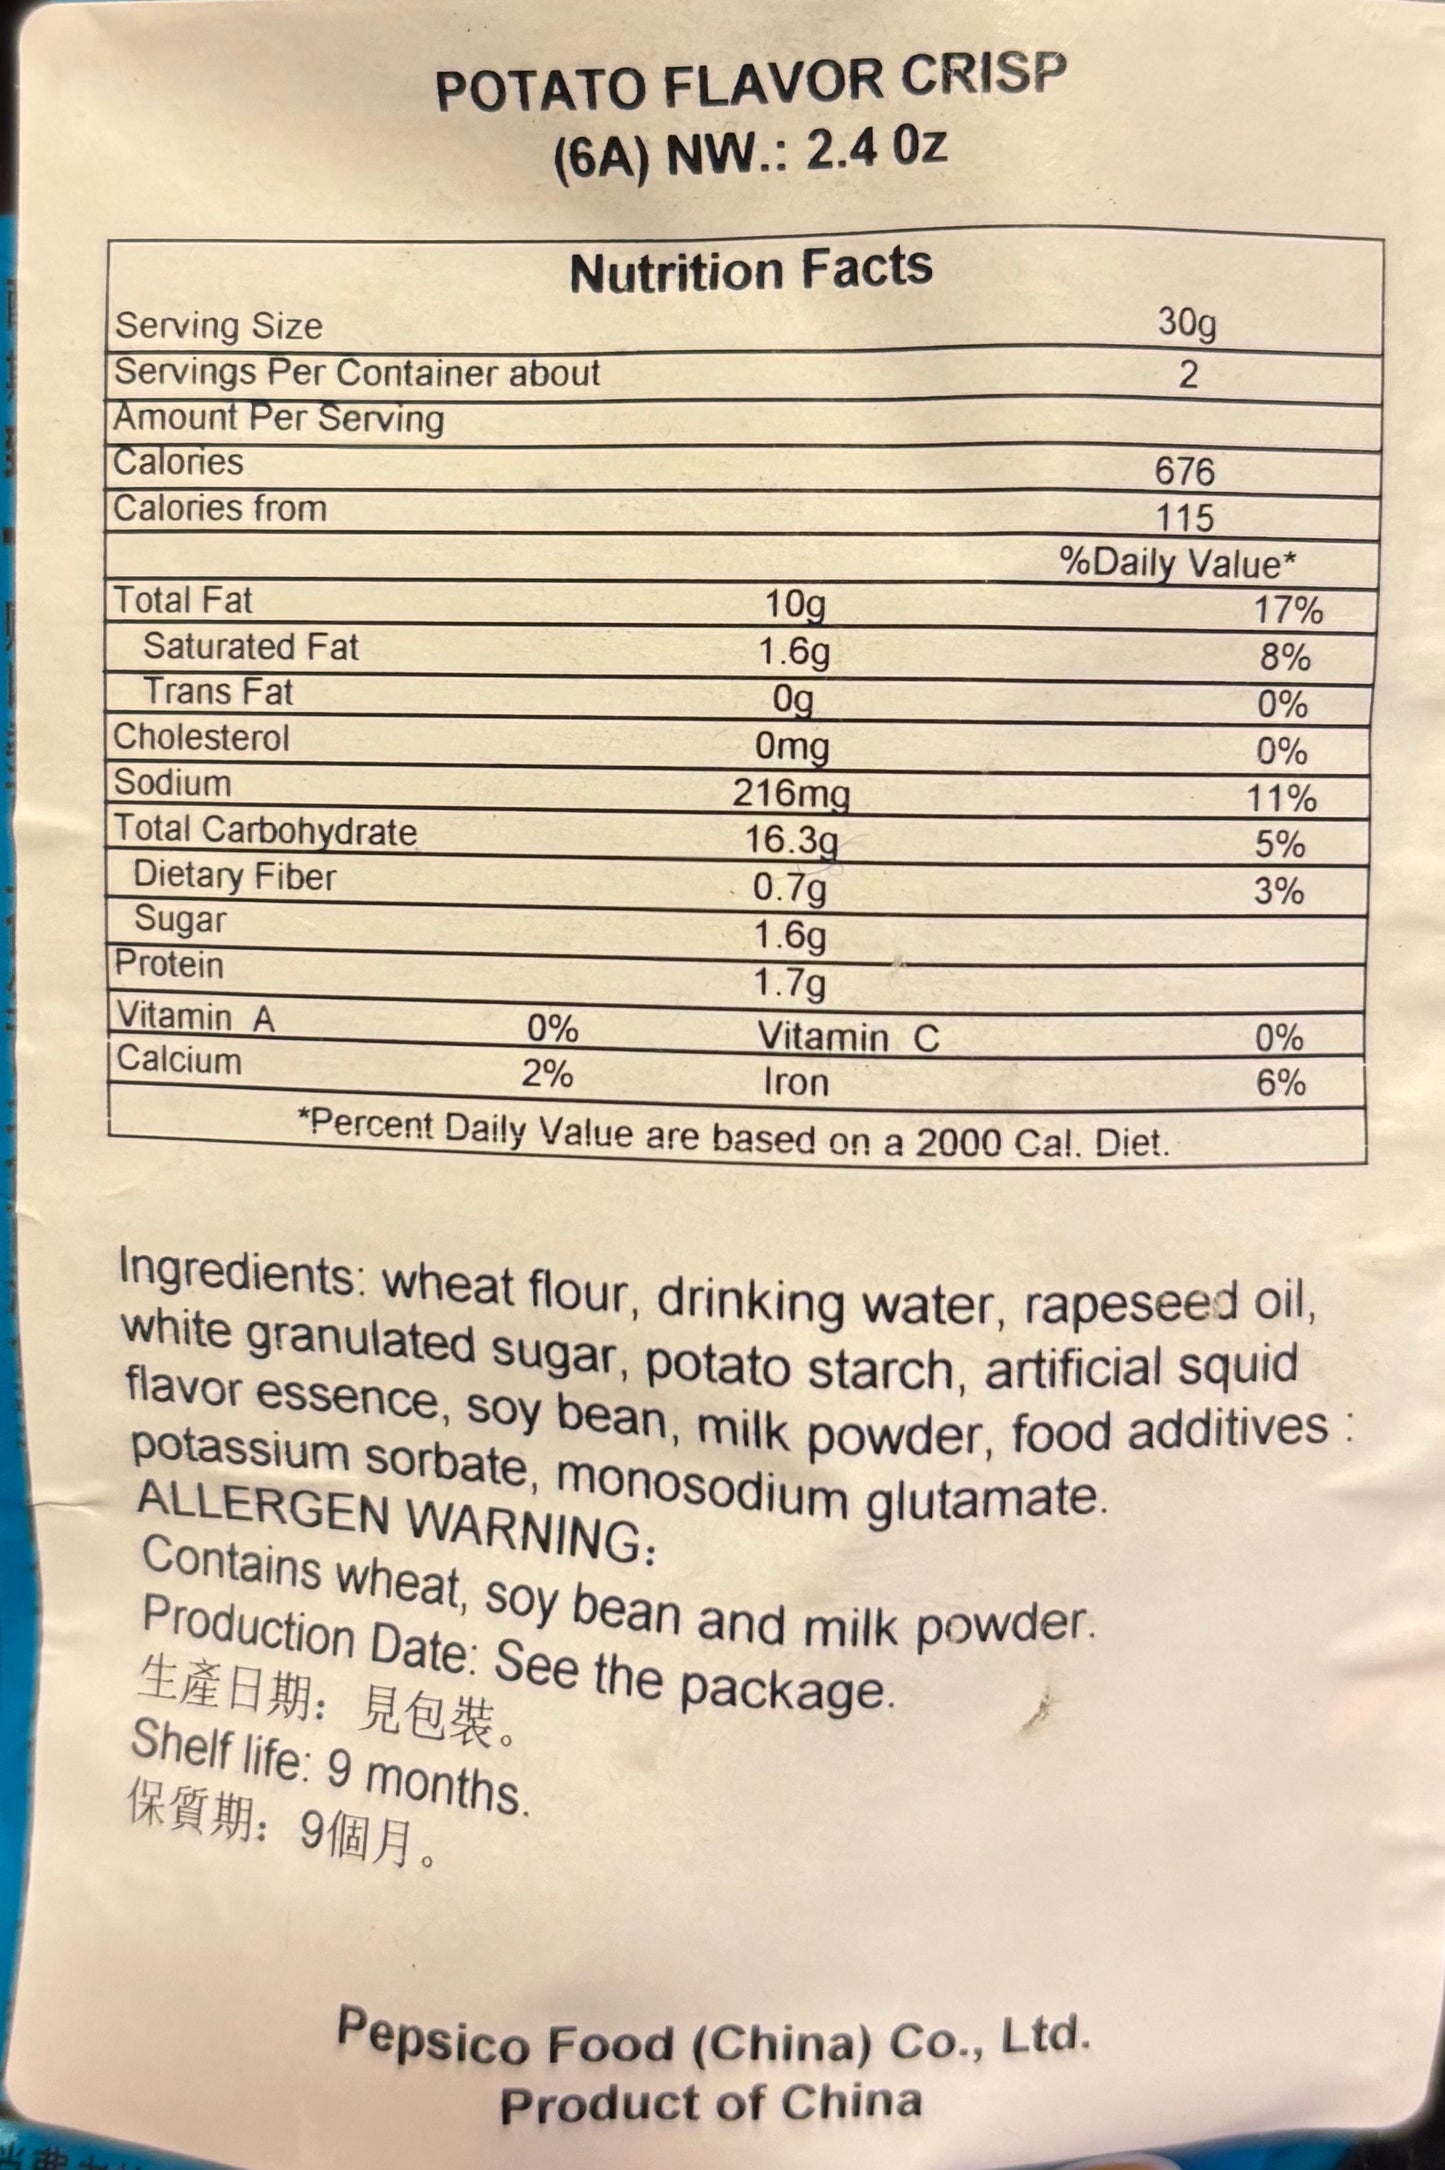 POTATO FLAVOR CRISP
(6A) NW.: 2.4 0z
Nutrition Facts
Serving Size 30g
Servings Per Container about 2
Amount Per Serving
Calories 676
Calories from 115
%Daily Value*
Total Fat 10g 17%
Saturated Fat 1.6g 8%
Trans Fat 0g 0%
Cholesterol 0mg 0%
Sodium 216mg 11%
Total Carbohydrate 16.3g 5%
Dietary Fiber 0.7g 3%
Sugar 1.6g
Protein 1.7g
Vitamin A 0% Vitamin C 0%
Calcium 2% Iron 6%
*Percent Daily Value are based on a 2000 Cal. Diet.
Ingredients: wheat flour, drinking water, rapeseed oil,
white granulated sugar, potato starch, artificial squid
flavor essence, soy bean, milk powder, food additives :
potassium sorbate, monosodium glutamate.
ALLERGEN WARNING:
Contains wheat, soy bean and milk powder.
Production Date: See the package.
生產日期：見包裝。
Shelf life: 9 months.
保質期：9個月。
Pepsico Food (China) Co., Ltd.
Product of China